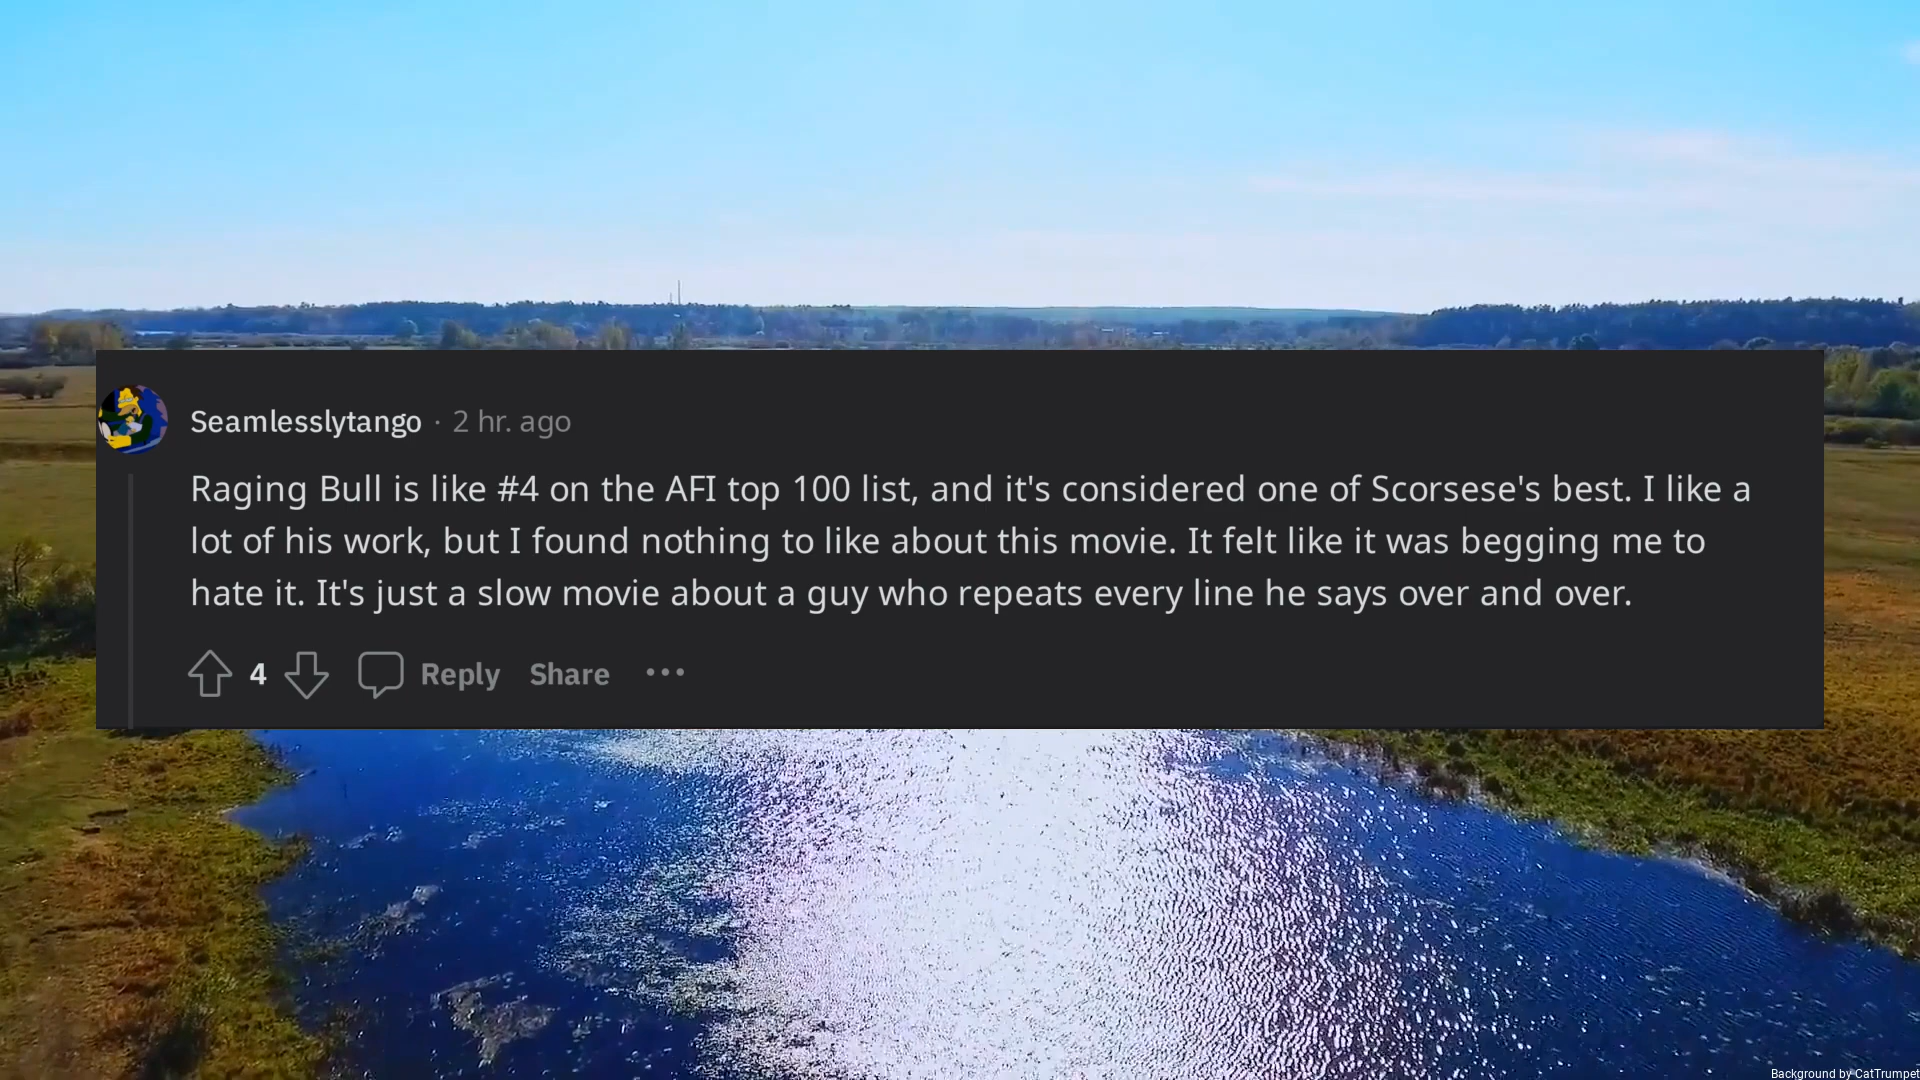 Seamlesslytango · 2 hr. ago
Raging Bull is like #4 on the AFI top 100 list, and it's considered one of Scorsese's best. I like a
lot of his work, but I found nothing to like about this movie. It felt like it was begging me to
hate it. It's just a slow movie about a guy who repeats every line he says over and over.
4 Reply Share ···
Background by CatTrumpet